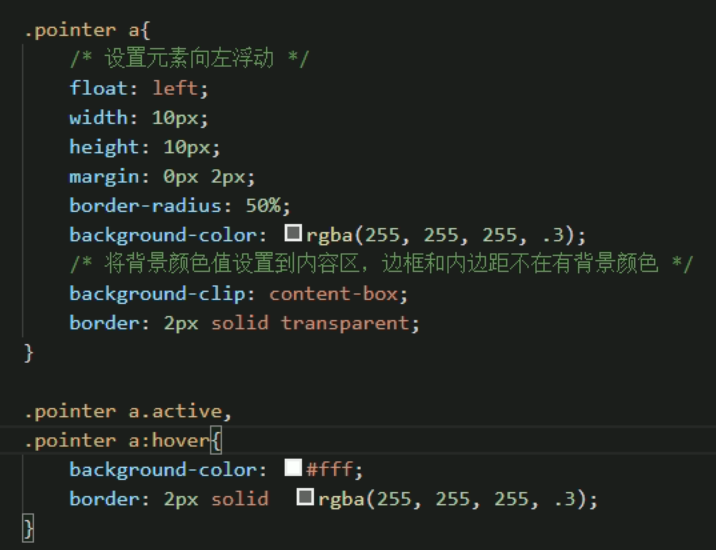 .pointer a{
/* 设置元素向左浮动 */
float: left;
width: 10px;
height: 10px;
margin: 0px 2px;
border-radius: 50%;
background-color: rgba(255, 255, 255, .3);
/* 将背景颜色值设置到内容区，边框和内边距不在有背景颜色 */
background-clip: content-box;
border: 2px solid transparent;
}
.pointer a.active,
.pointer a:hover{
background-color: #fff;
border: 2px solid rgba(255, 255, 255, .3);
}